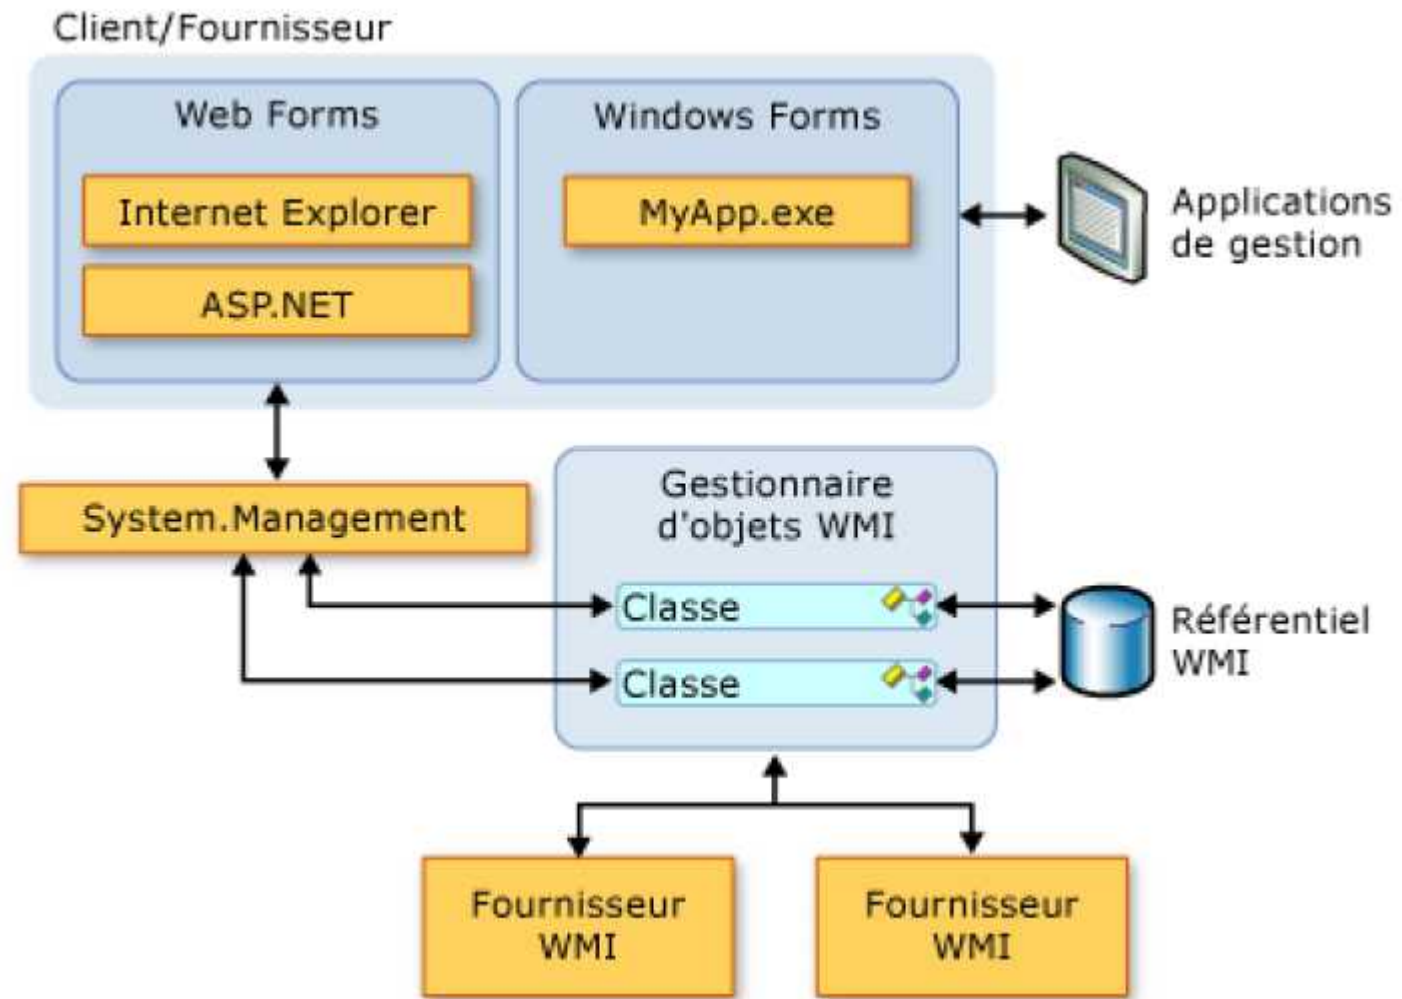 Client/Fournisseur
Web Forms
Windows Forms
Internet Explorer
MyApp.exe
ASP.NET
Applications
de gestion
System.Management
Gestionnaire
d'objets WMI
Classe
Classe
Référentiel
WMI
Fournisseur
WMI
Fournisseur
WMI